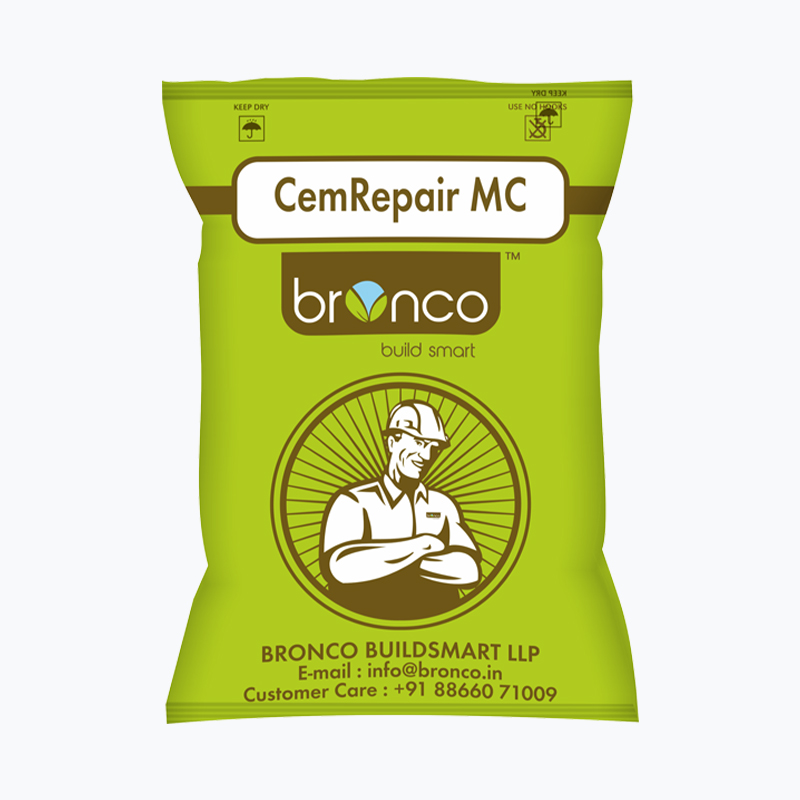 KEEP DRY
KEEP DRY
USE NO HOOKS
CemRepair MC
bronco
TM
build smart
BRONCO BUILDSMART LLP
E-mail : info@bronco.in
Customer Care : +91 88660 71009